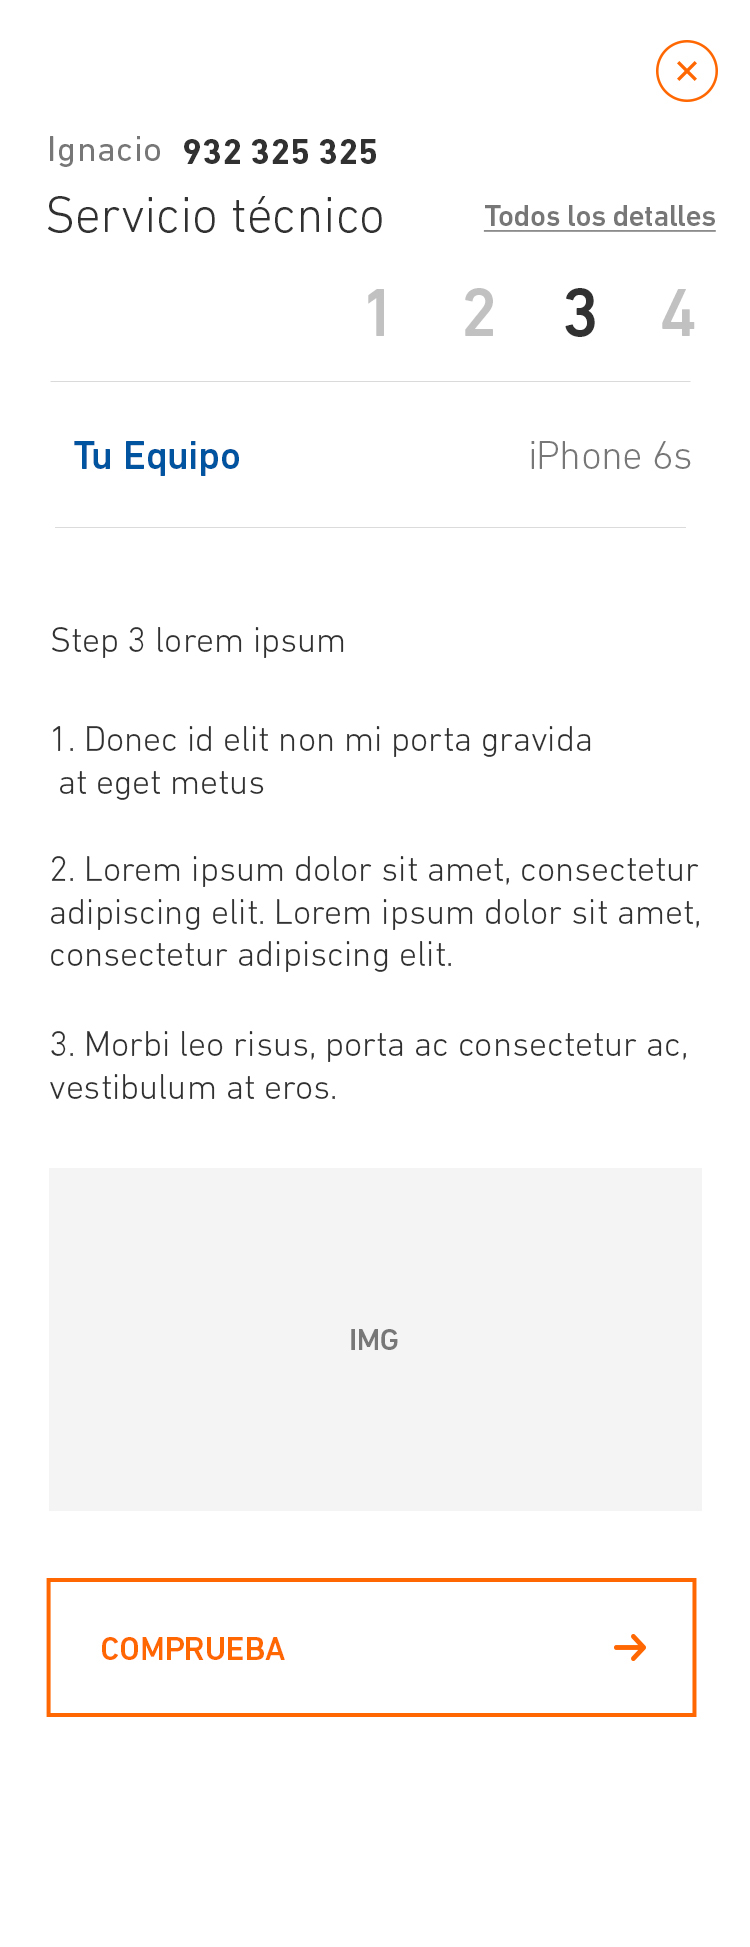 Ignacio 932 325 325
Servicio técnico Todos los detalles
1 2 3 4
Tu Equipo iPhone 6s
Step 3 lorem ipsum
1. Donec id elit non mi porta gravida
at eget metus
2. Lorem ipsum dolor sit amet, consectetur
adipiscing elit. Lorem ipsum dolor sit amet,
consectetur adipiscing elit.
3. Morbi leo risus, porta ac consectetur ac,
vestibulum at eros.
IMG
COMPRUEBA